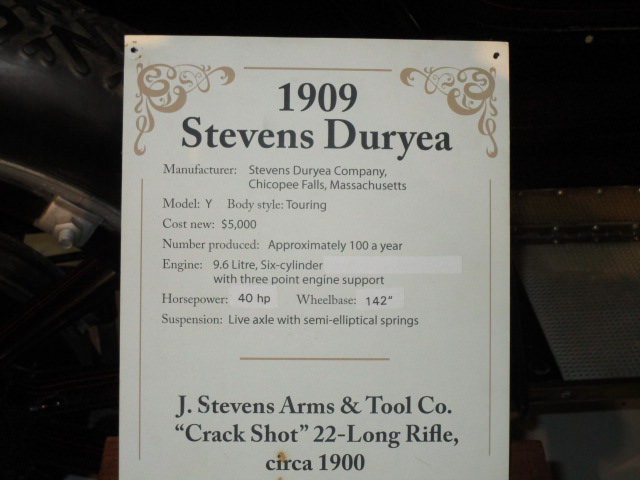 1909
Stevens Duryea
Manufacturer: Stevens Duryea Company,
Chicopee Falls, Massachusetts
Model: Y Body style: Touring
Cost new: $5,000
Number produced: Approximately 100 a year
Engine: 9.6 Litre, Six-cylinder
with three point engine support
Horsepower: 40 hp Wheelbase: 142"
Suspension: Live axle with semi-elliptical springs
J. Stevens Arms & Tool Co.
“Crack Shot” 22-Long Rifle,
circa 1900